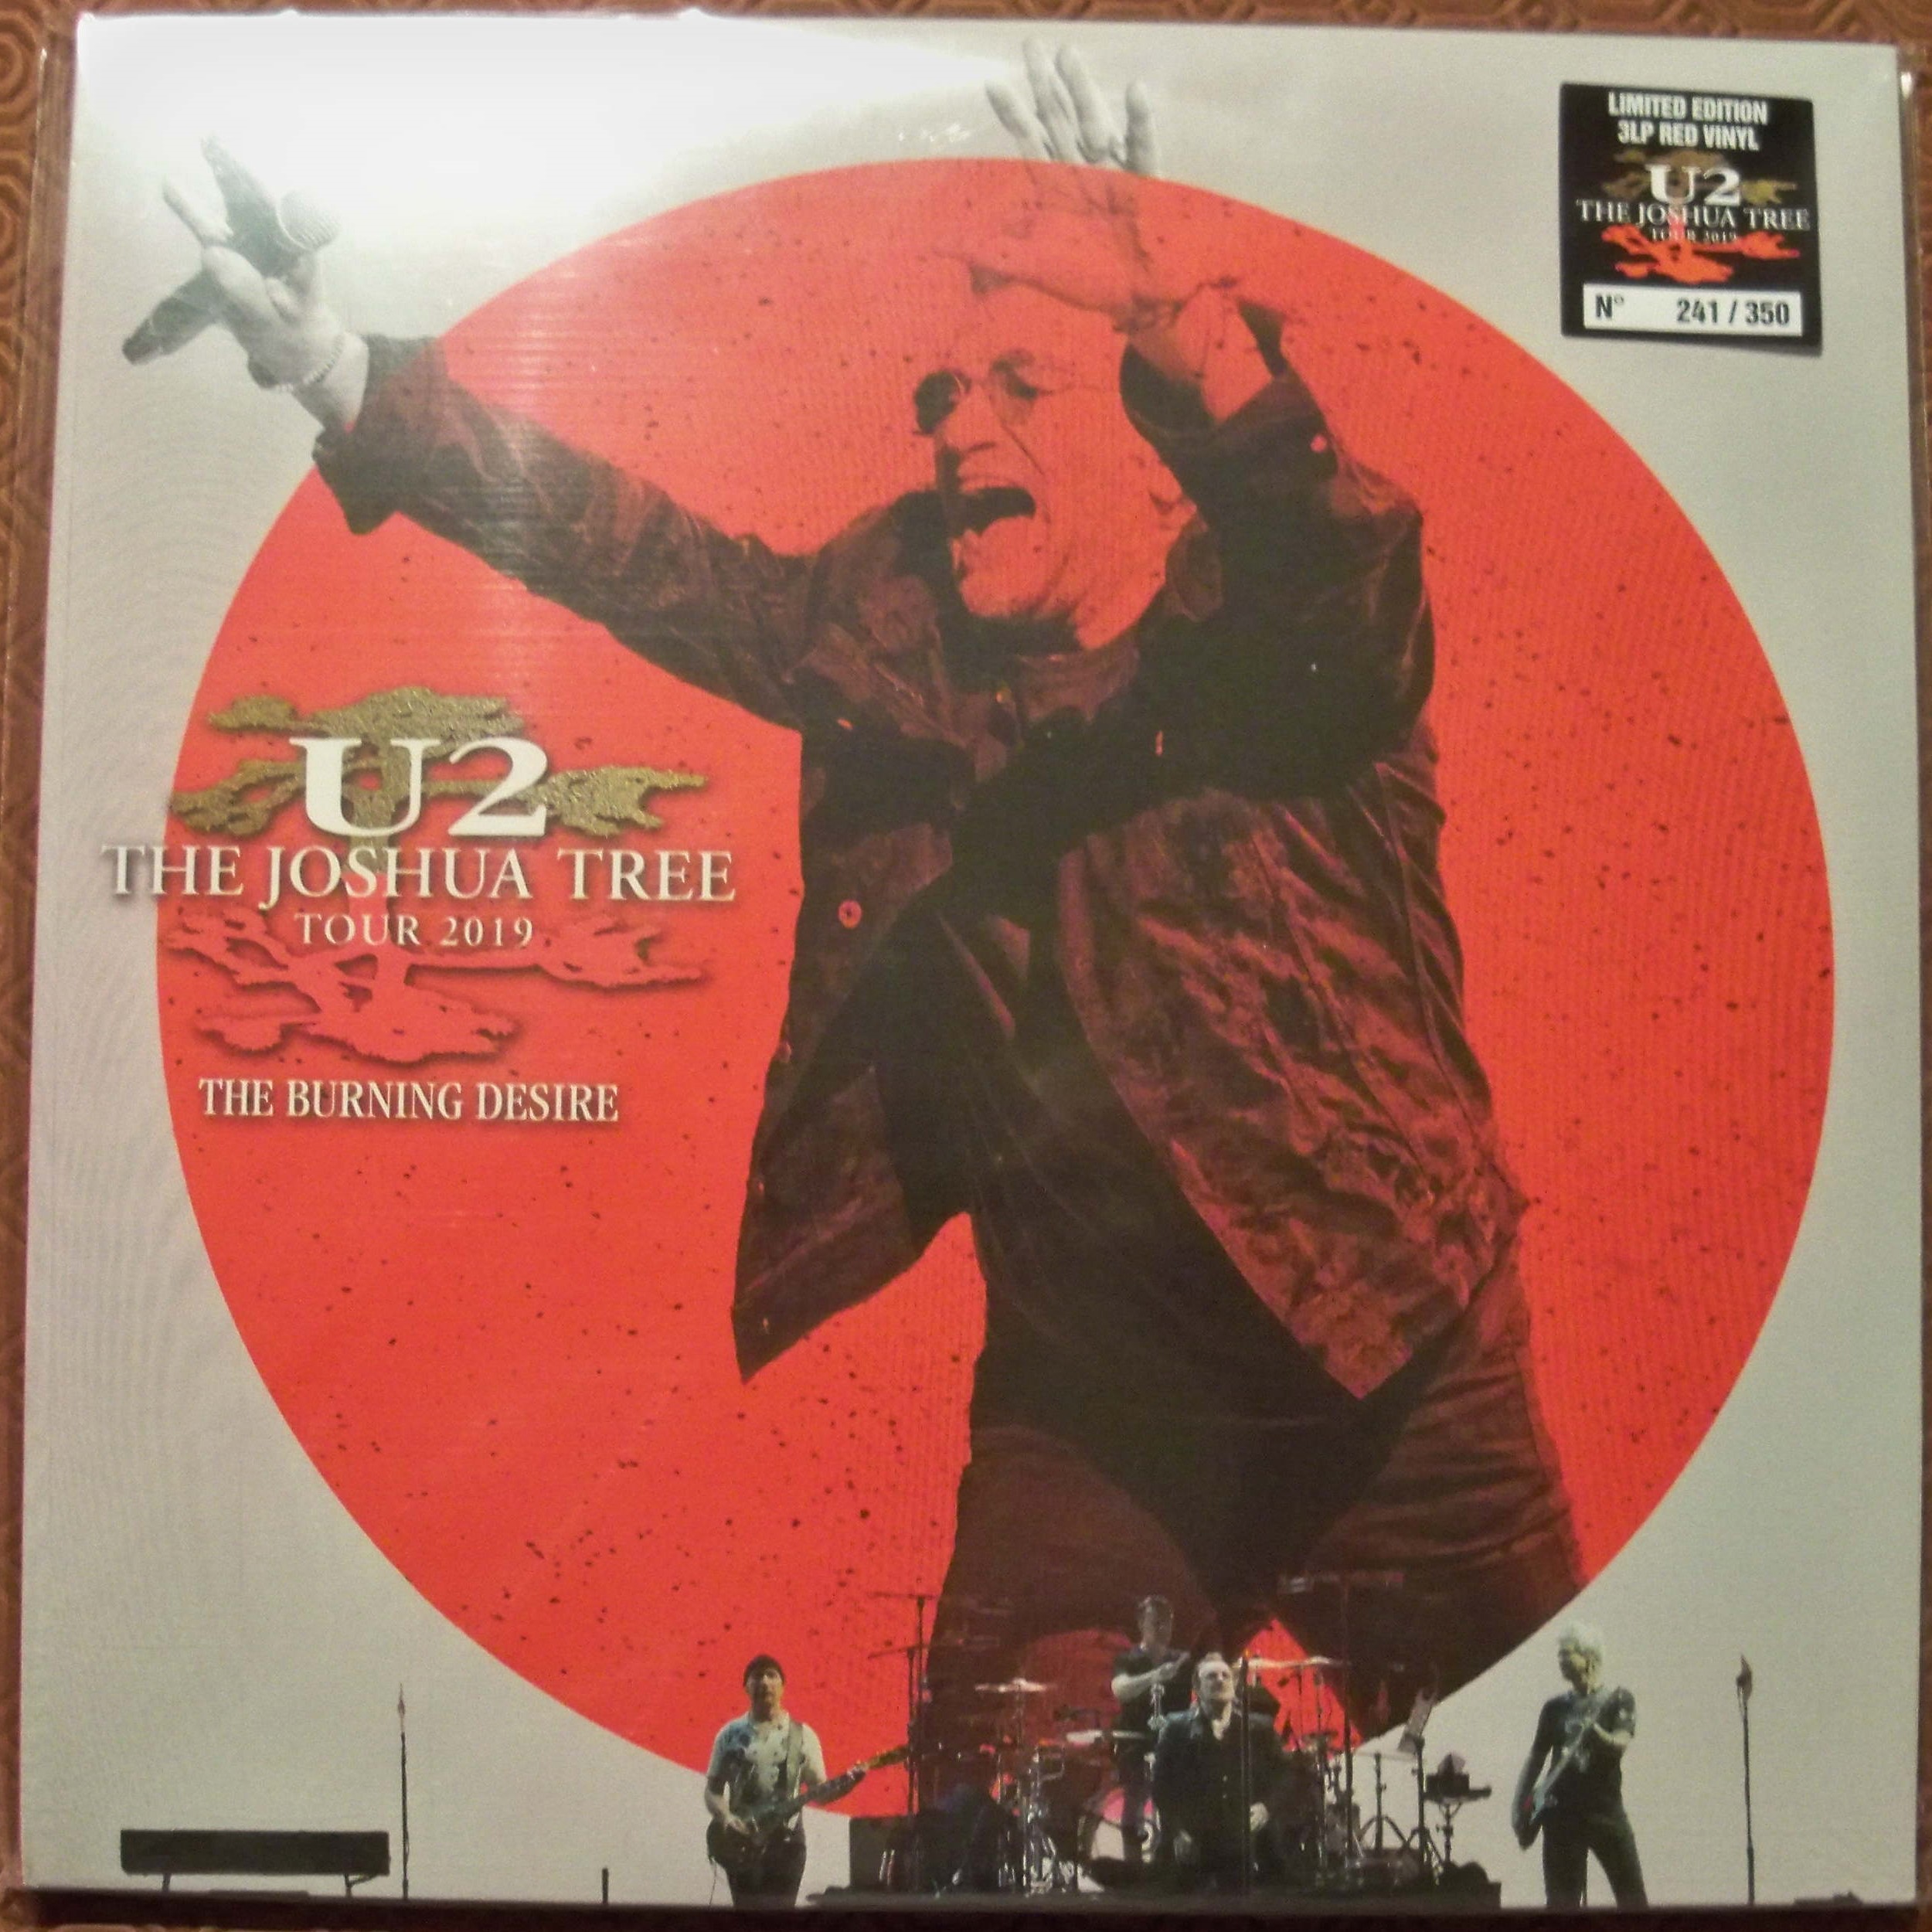 LIMITED EDITION
3LP RED VINYL
U2
THE JOSHUA TREE
TOUR 2019
N° 241 / 350
U2
THE JOSHUA TREE
TOUR 2019
THE BURNING DESIRE